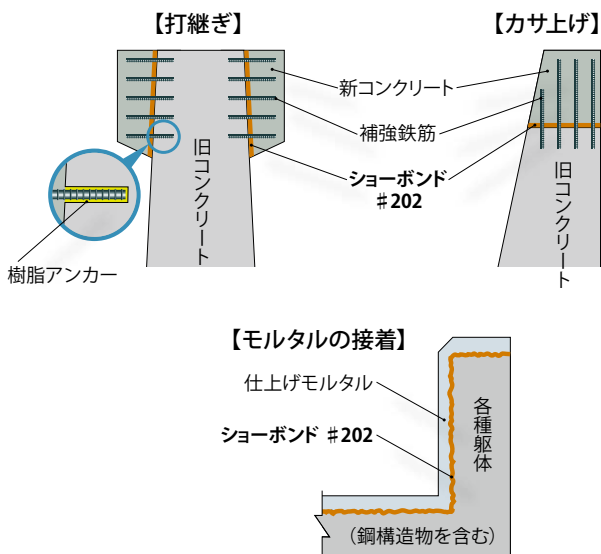 【打継ぎ】
【カサ上げ】
新コンクリート
補強鉄筋
ショーボンド
#202
旧コンクリート
旧コンクリート
樹脂アンカー
【モルタルの接着】
仕上げモルタル
ショーボンド #202
各種躯体
(鋼構造物を含む)